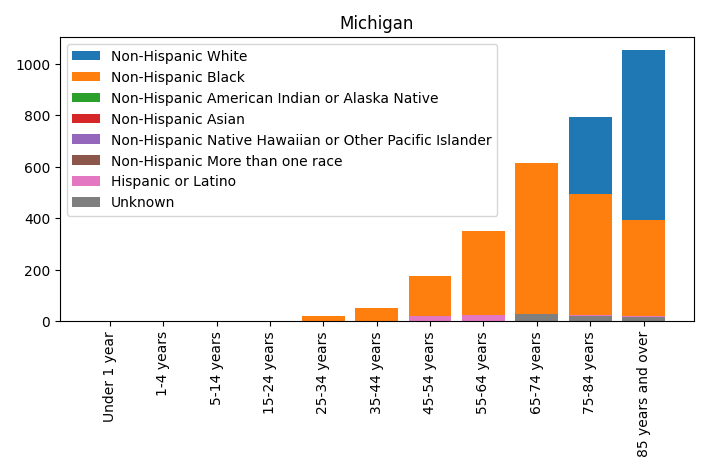 Michigan
Non-Hispanic White
Non-Hispanic Black
Non-Hispanic American Indian or Alaska Native
Non-Hispanic Asian
Non-Hispanic Native Hawaiian or Other Pacific Islander
Non-Hispanic More than one race
Hispanic or Latino
Unknown
1000
800
600
400
200
0
Under 1 year
1-4 years
5-14 years
15-24 years
25-34 years
35-44 years
45-54 years
55-64 years
65-74 years
75-84 years
85 years and over